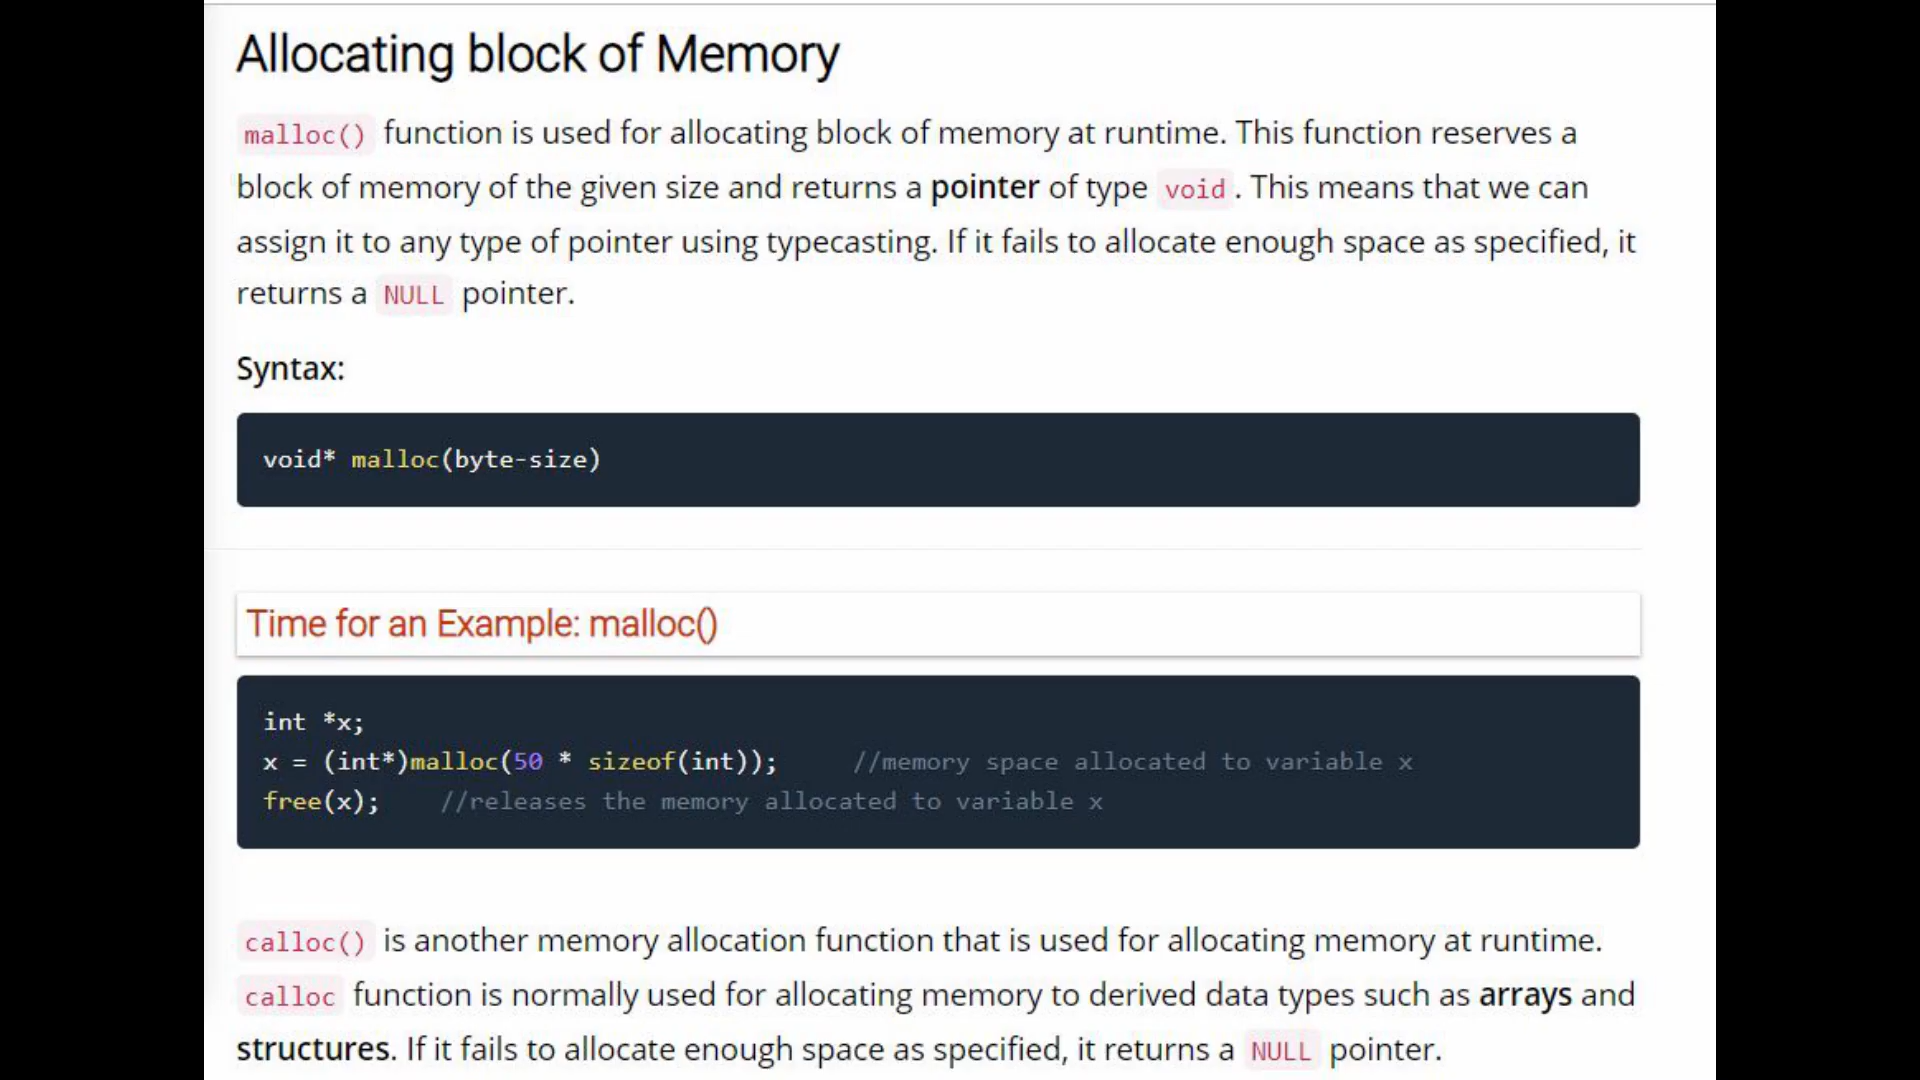 Allocating block of Memory
malloc() function is used for allocating block of memory at runtime. This function reserves a
block of memory of the given size and returns a pointer of type void. This means that we can
assign it to any type of pointer using typecasting. If it fails to allocate enough space as specified, it
returns a NULL pointer.
Syntax:
void* malloc(byte-size)
Time for an Example: malloc()
int *x;
x = (int*)malloc(50 * sizeof(int));     //memory space allocated to variable x
free(x);    //releases the memory allocated to variable x
calloc() is another memory allocation function that is used for allocating memory at runtime.
calloc function is normally used for allocating memory to derived data types such as arrays and
structures. If it fails to allocate enough space as specified, it returns a NULL pointer.